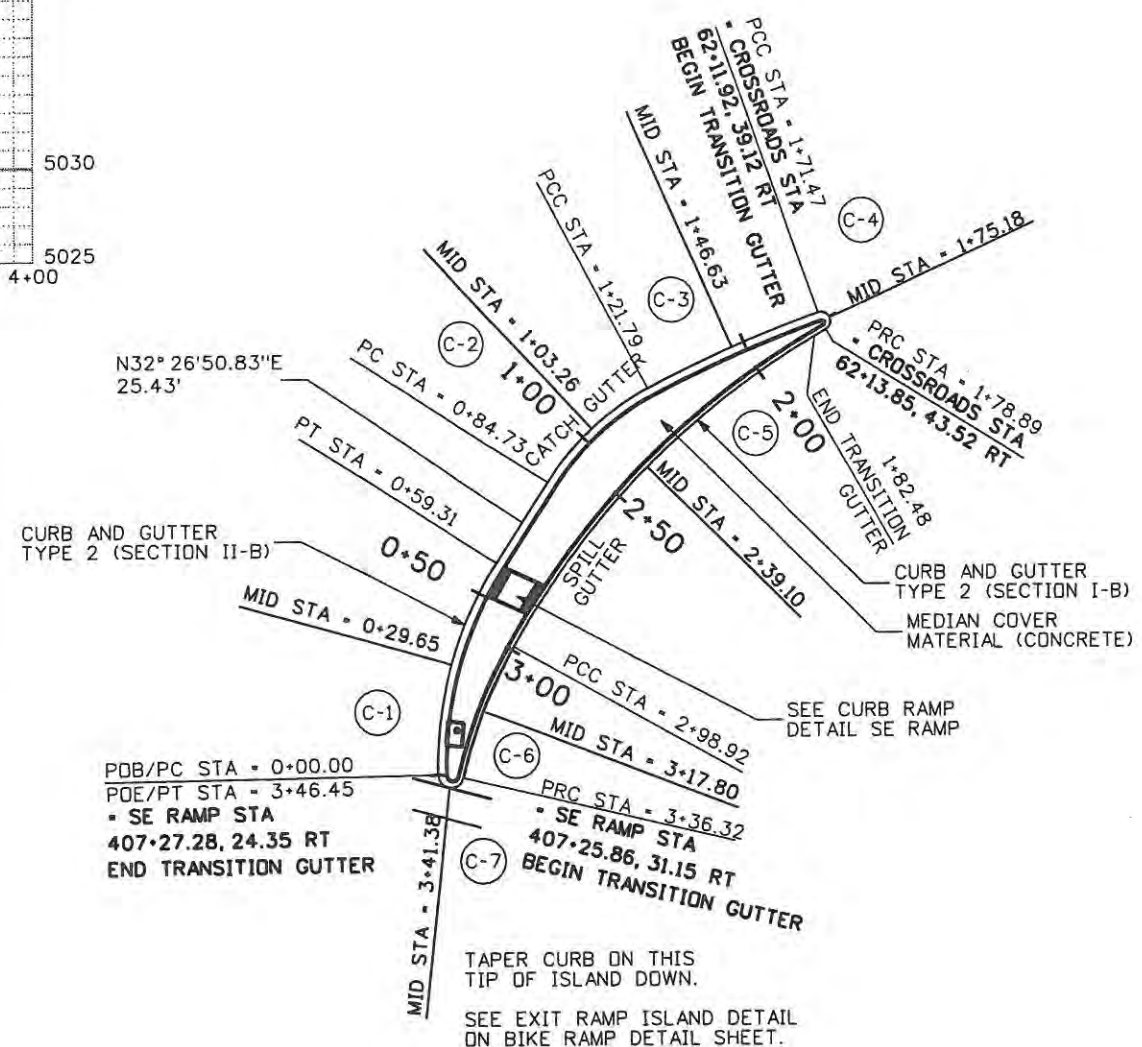 5030
5025
4+00
PCC STA = 1+71.47
= CROSSROADS STA
62+11.92, 39.12 RT
BEGIN TRANSITION GUTTER
C-4
MID STA = 1+46.63
MID STA = 1+75.18
PCC STA = 1+21.79
C-3
MID STA = 1+03.26
C-2
1+00
CATCH GUTTER
PC STA = 0+84.73
N32° 26'50.83"E
25.43'
PT STA = 0+59.31
PRC STA = 1+78.89
= CROSSROADS STA
62+13.85, 43.52 RT
2+00
C-5
END TRANSITION
GUTTER
1+82.48
MID STA = 2+39.10
2+50
SPILL
GUTTER
CURB AND GUTTER
TYPE 2 (SECTION II-B)
0+50
MID STA = 0+29.65
CURB AND GUTTER
TYPE 2 (SECTION I-B)
MEDIAN COVER
MATERIAL (CONCRETE)
PCC STA = 2+98.92
3+00
SEE CURB RAMP
DETAIL SE RAMP
C-1
C-6
MID STA = 3+17.80
POB/PC STA = 0+00.00
POE/PT STA = 3+46.45
= SE RAMP STA
407+27.28, 24.35 RT
END TRANSITION GUTTER
PRC STA = 3+36.32
= SE RAMP STA
407+25.86, 31.15 RT
BEGIN TRANSITION GUTTER
C-7
MID STA = 3+41.38
TAPER CURB ON THIS
TIP OF ISLAND DOWN.
SEE EXIT RAMP ISLAND DETAIL
ON BIKE RAMP DETAIL SHEET.